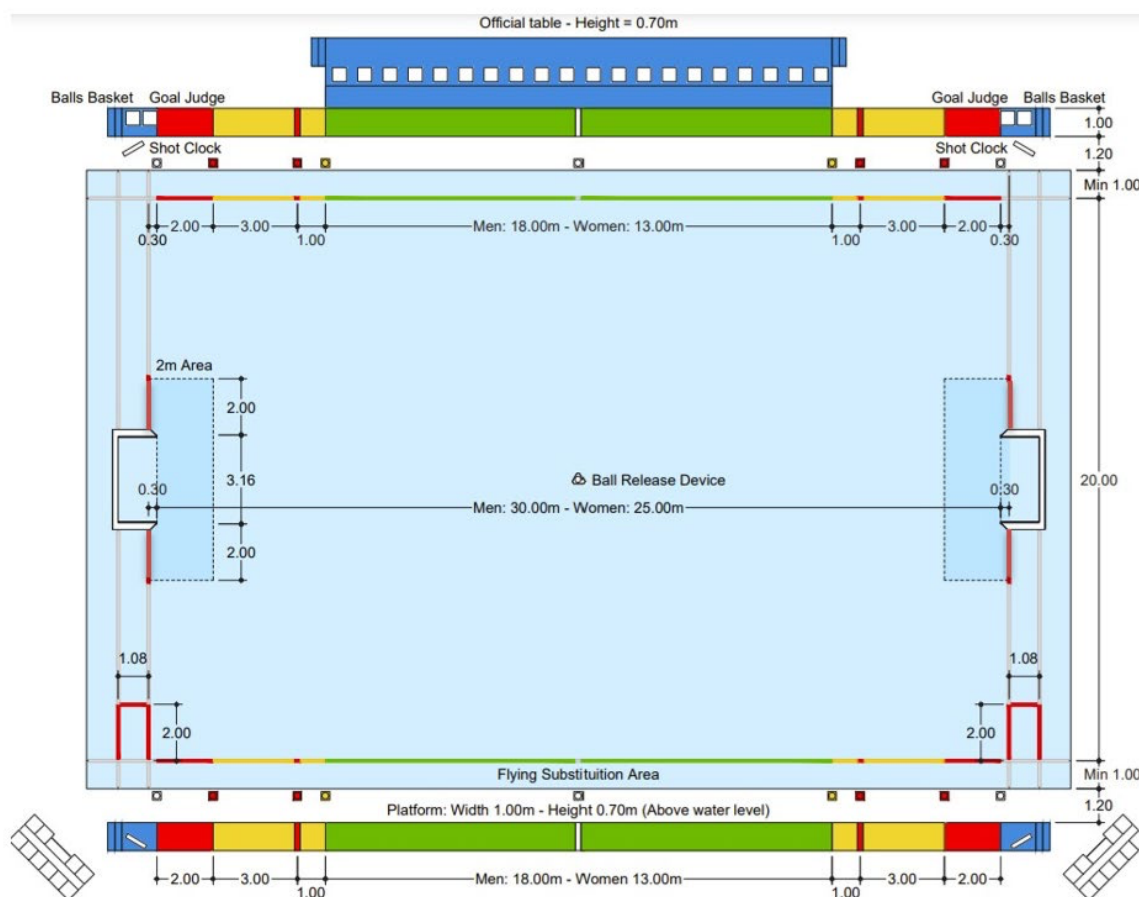 Official table - Height = 0.70m
Balls Basket Goal Judge Goal Judge Balls Basket
1.00
Shot Clock Shot Clock
1.20
Min 1.00
2.00 3.00 Men: 18.00m - Women: 13.00m 3.00 2.00
0.30 1.00 1.00 0.30
2m Area
2.00
3.16
0.30 Ball Release Device 0.30 20.00
Men: 30.00m - Women: 25.00m
2.00
1.08 1.08
2.00 2.00
Flying Substituition Area Min 1.00
Platform: Width 1.00m - Height 0.70m (Above water level) 1.20
2.00 3.00 Men: 18.00m - Women 13.00m 3.00 2.00
1.00 1.00